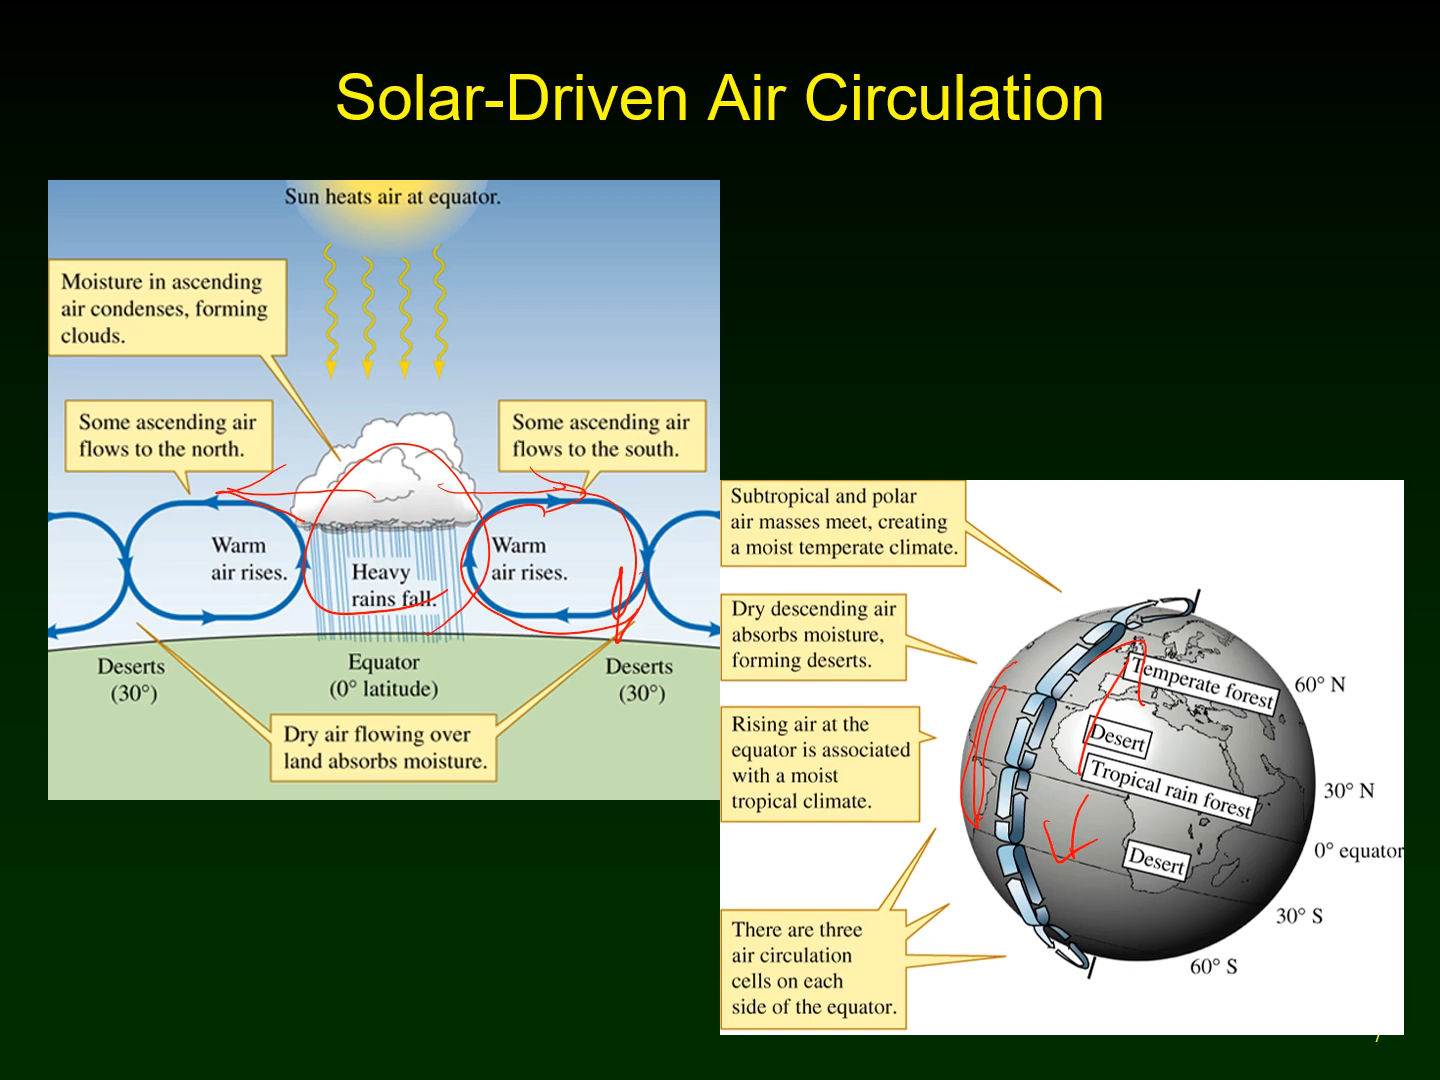 Solar-Driven Air Circulation
Sun heats air at equator.
Moisture in ascending
air condenses, forming
clouds.
Some ascending air
flows to the north.
Some ascending air
flows to the south.
Warm
air rises.
Heavy
rains fall.
Warm
air rises.
Deserts
(30°)
Equator
(0° latitude)
Deserts
(30°)
Dry air flowing over
land absorbs moisture.
Subtropical and polar
air masses meet, creating
a moist temperate climate.
Dry descending air
absorbs moisture,
forming deserts.
Rising air at the
equator is associated
with a moist
tropical climate.
There are three
air circulation
cells on each
side of the equator.
Temperate forest
Desert
Tropical rain forest
Desert
60° N
30° N
0° equator
30° S
60° S